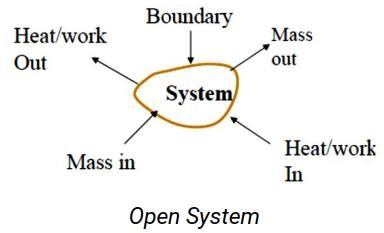 Boundary
Heat/work
Out
Mass
out
System
Mass in
Heat/work
In
Open System